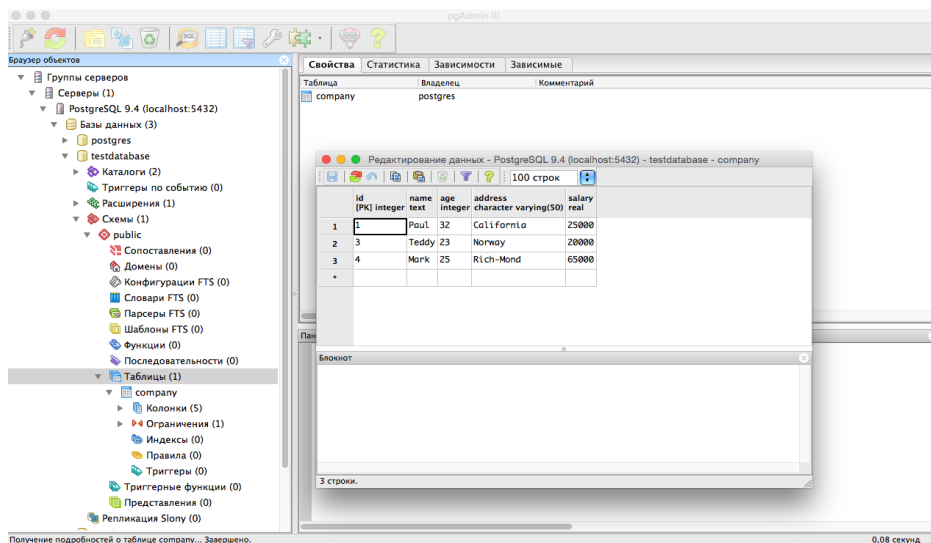 pgAdmin III
SQL
Браузер объектов
Группы серверов
Серверы (1)
PostgreSQL 9.4 (localhost:5432)
Базы данных (3)
postgres
testdatabase
Каталоги (2)
Триггеры по событию (0)
Расширения (1)
Схемы (1)
public
Сопоставления (0)
Домены (0)
Конфигурации FTS (0)
Словари FTS (0)
Парсеры FTS (0)
Шаблоны FTS (0)
Функции (0)
Последовательности (0)
Таблицы (1)
company
Колонки (5)
Ограничения (1)
Индексы (0)
Правила (0)
Триггеры (0)
Триггерные функции (0)
Представления (0)
Репликация Slony (0)
Свойства Статистика Зависимости Зависимые
Таблица Владелец Комментарий
company postgres
Пан
Редактирование данных - PostgreSQL 9.4 (localhost:5432) - testdatabase - company
100 строк
id name age address salary
[PK] integer text integer character varying(50) real
1 1 Paul 32 California 25000
2 3 Teddy 23 Norway 20000
3 4 Mark 25 Rich-Mond 65000
*
Блокнот
3 строки.
Получение подробностей о таблице company... Завершено. 0,08 секунд